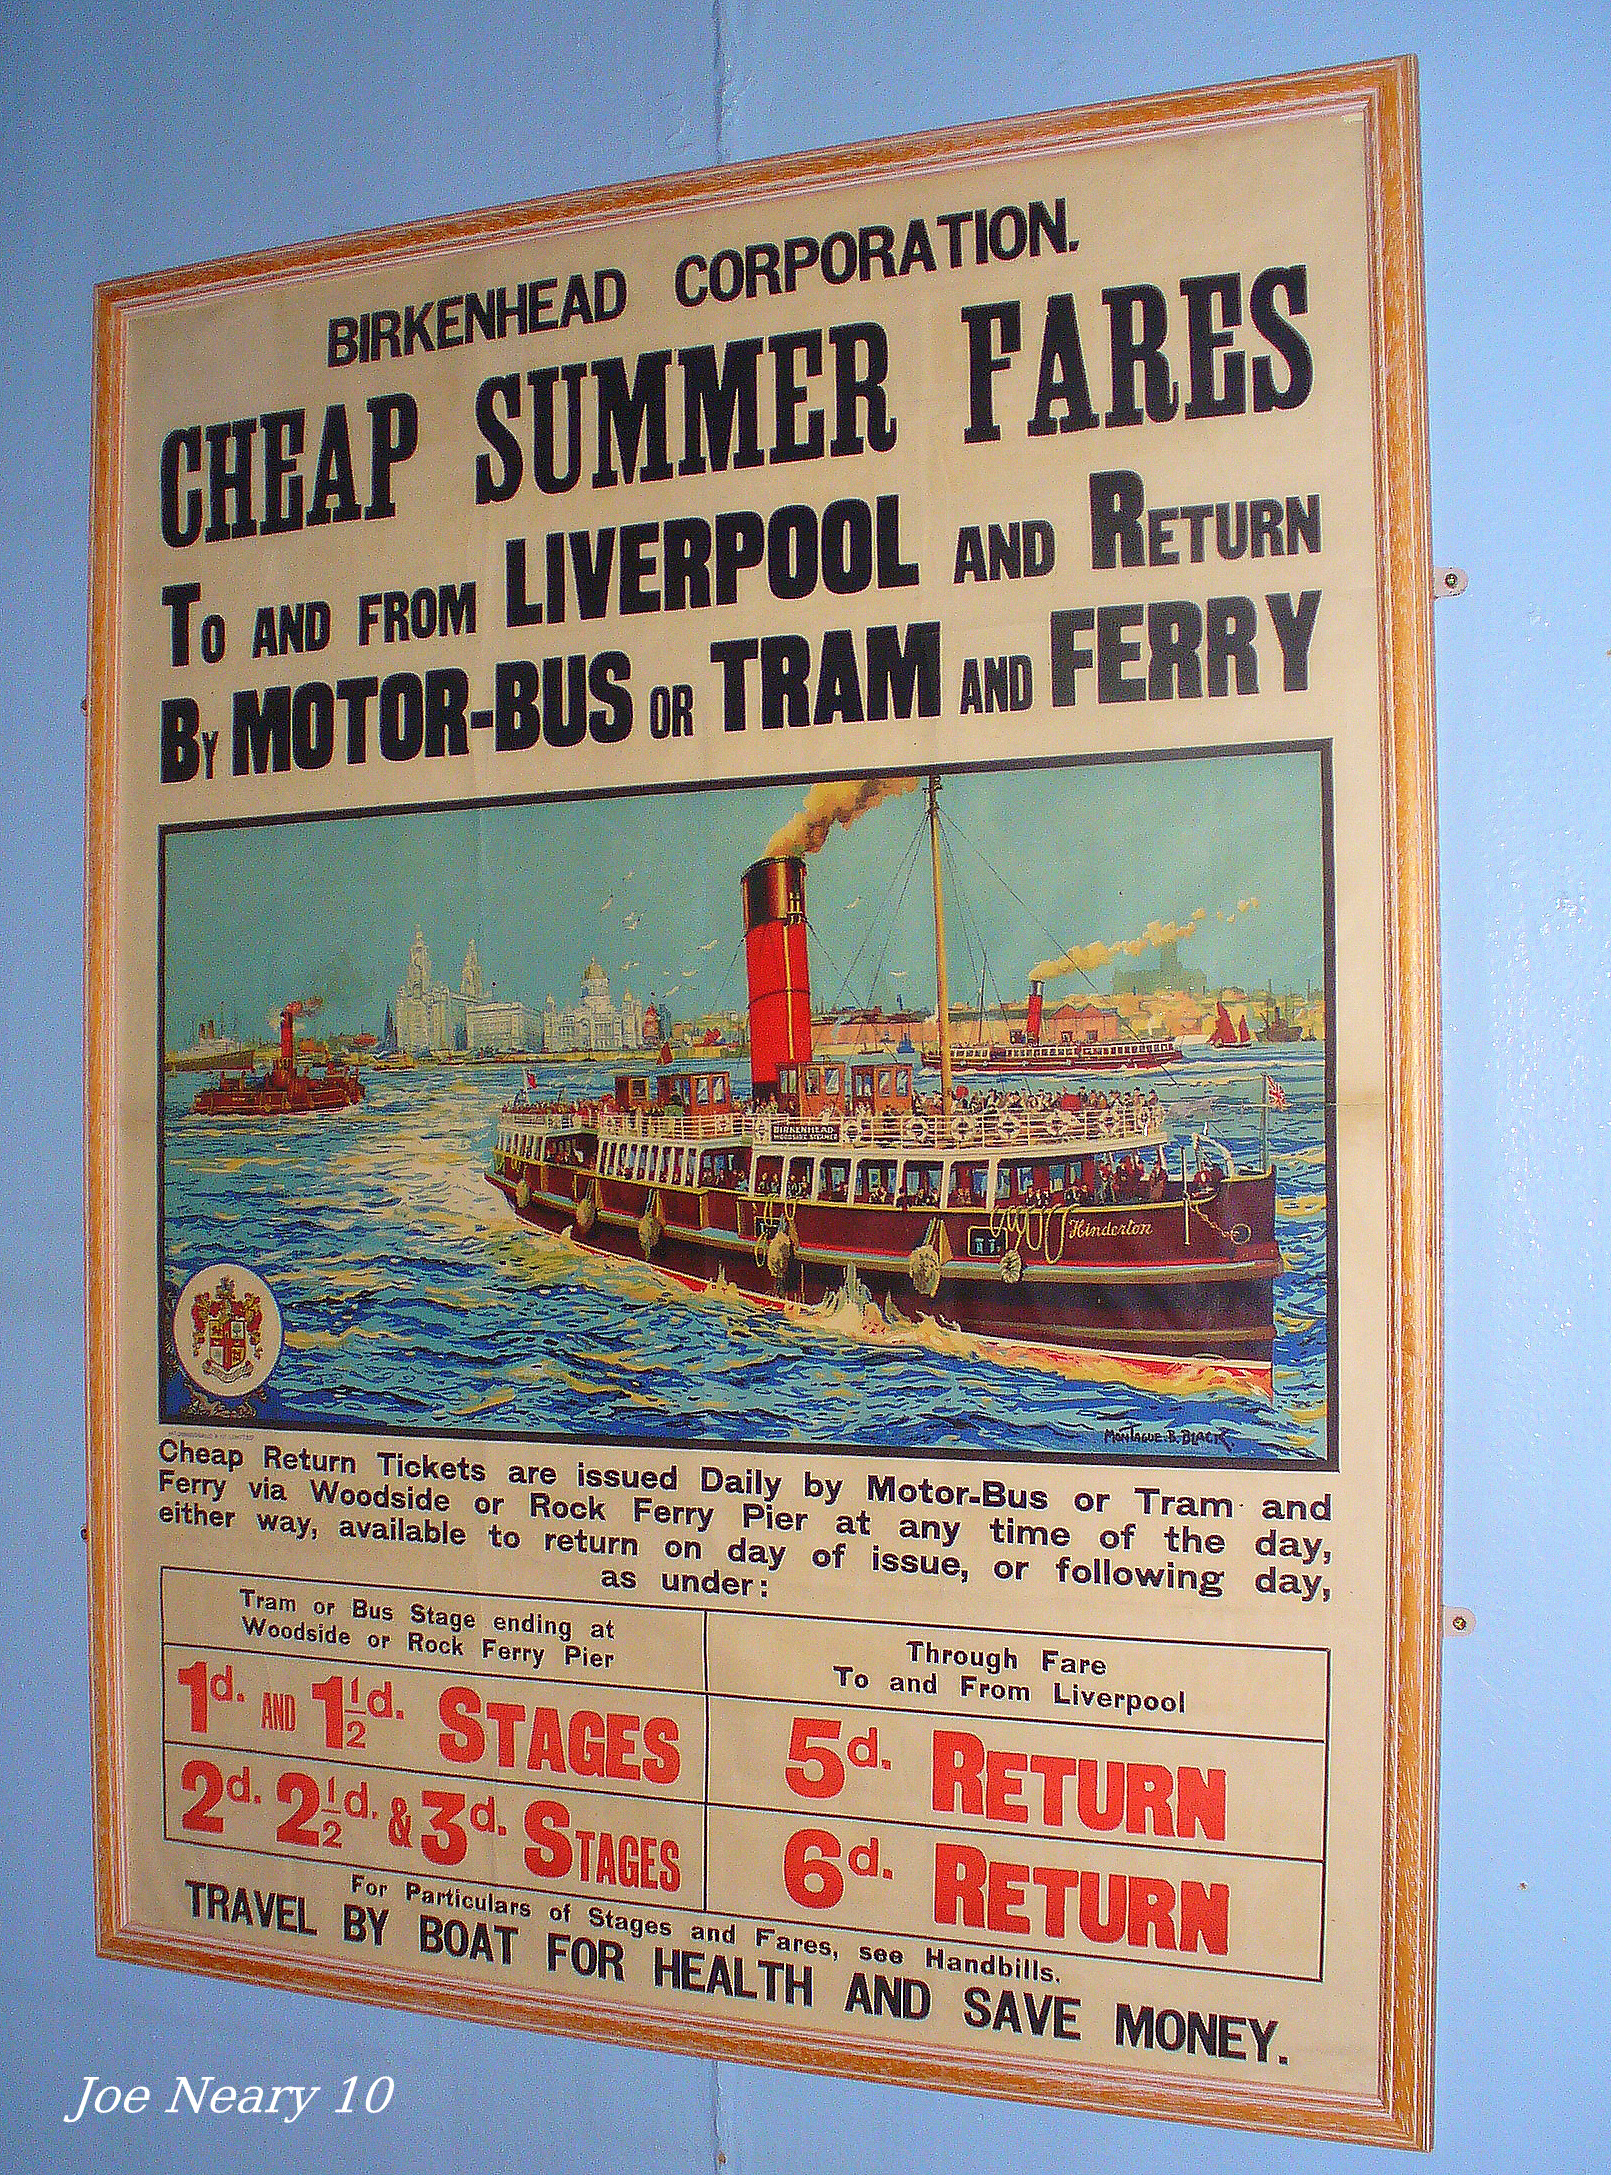 BIRKENHEAD CORPORATION.
CHEAP SUMMER FARES
To AND FROM LIVERPOOL AND RETURN
By MOTOR-BUS OR TRAM AND FERRY
BIRKENHEAD
WOODSIDE STEAMER
Hinderton
MONTAGUE B. BLACK
Cheap Return Tickets are issued Daily by Motor-Bus or Tram and
Ferry via Woodside or Rock Ferry Pier at any time of the day,
either way, available to return on day of issue, or following day,
as under:
Tram or Bus Stage ending at
Woodside or Rock Ferry Pier
Through Fare
To and From Liverpool
1d. AND 1½d. STAGES
5d. RETURN
2d. 2½d. & 3d. STAGES
6d. RETURN
For Particulars of Stages and Fares, see Handbills.
TRAVEL BY BOAT FOR HEALTH AND SAVE MONEY.
Joe Neary 10